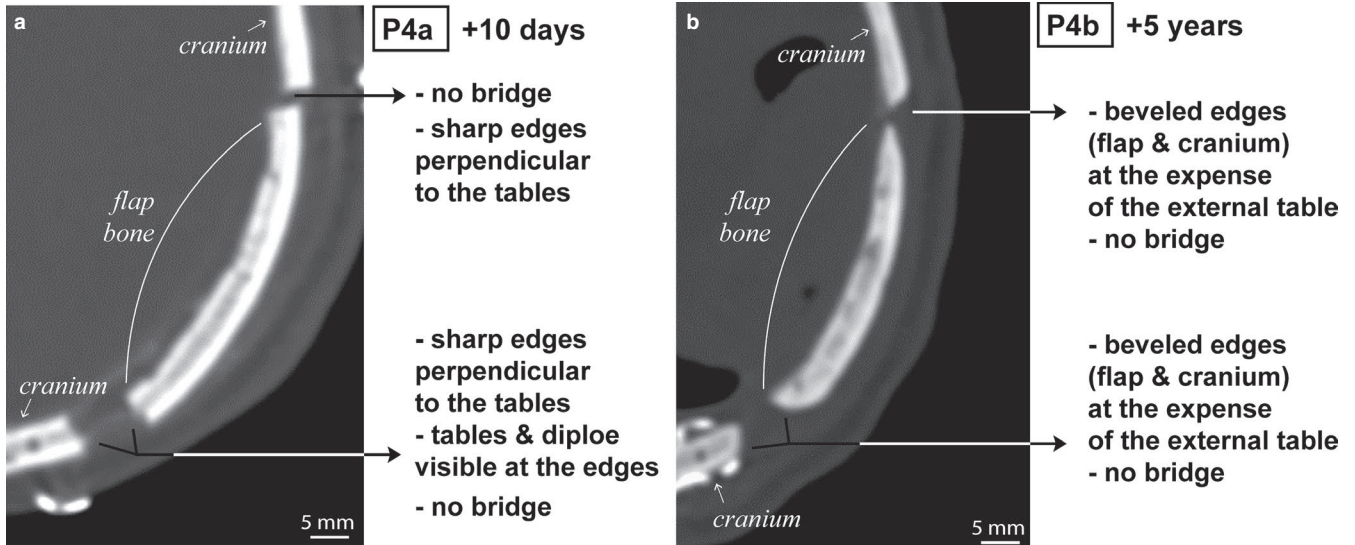 a
cranium
P4a +10 days
- no bridge
- sharp edges
perpendicular
to the tables
flap
bone
- sharp edges
perpendicular
to the tables
- tables & diploe
visible at the edges
- no bridge
cranium
5 mm
b
cranium
P4b +5 years
- beveled edges
(flap & cranium)
at the expense
of the external table
- no bridge
flap
bone
- beveled edges
(flap & cranium)
at the expense
of the external table
- no bridge
cranium
5 mm